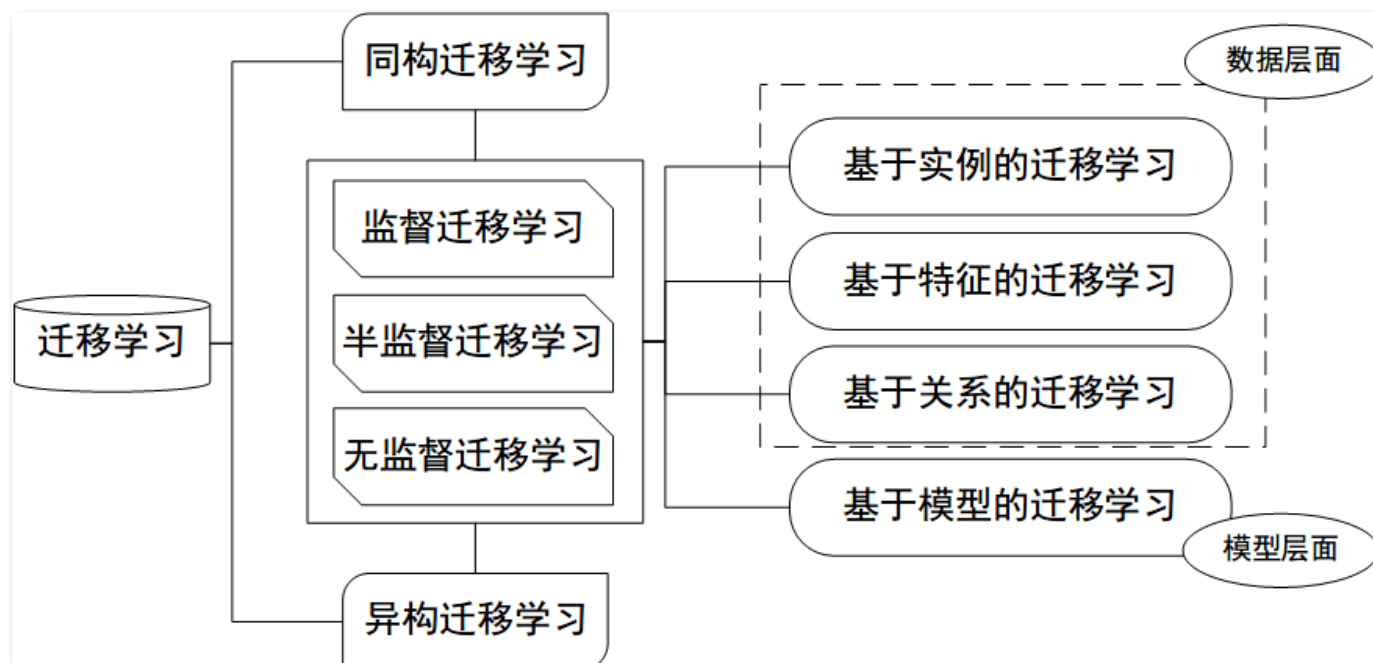 同构迁移学习
数据层面
基于实例的迁移学习
监督迁移学习
基于特征的迁移学习
迁移学习
半监督迁移学习
基于关系的迁移学习
无监督迁移学习
基于模型的迁移学习
模型层面
异构迁移学习